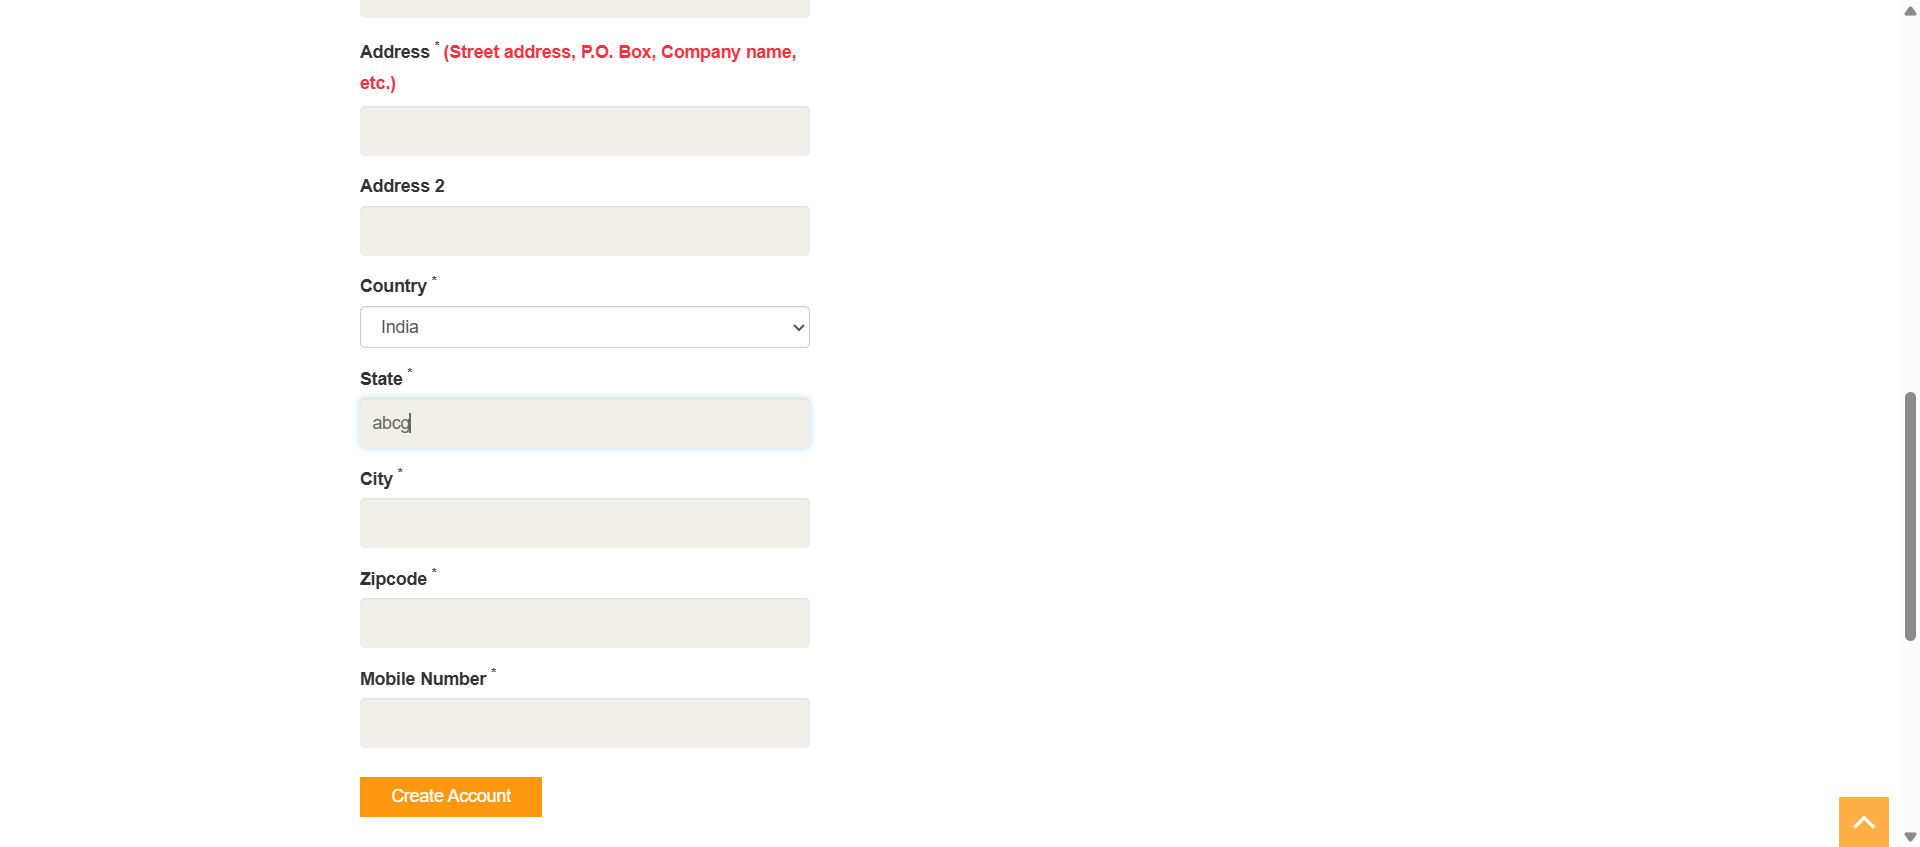 Address * (Street address, P.O. Box, Company name,
etc.)
Address 2
Country *
India
State *
abcg
City *
Zipcode *
Mobile Number *
Create Account